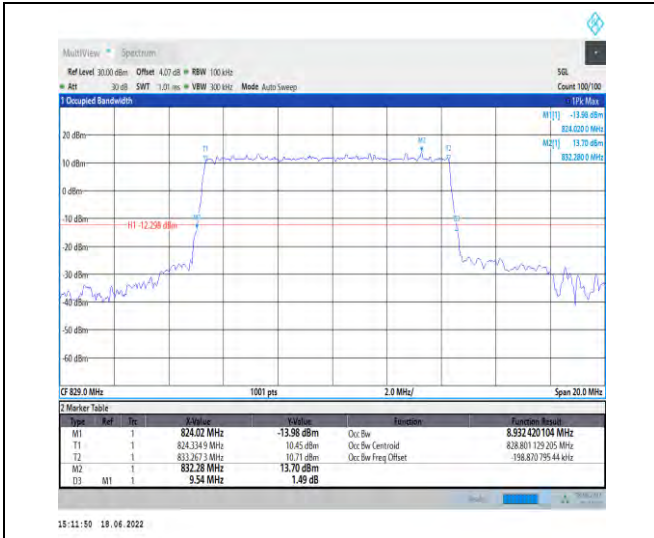 MultiView Spectrum
Ref Level 30.00 dBm Offset 4.07 dB RBW 100 kHz SGL
Att 30 dB SWT 1.01 ms VBW 300 kHz Mode Auto Sweep Count 100/100
1 Occupied Bandwidth 1Pk Max
M1[1] -13.98 dBm
824.020 0 MHz
M2[1] 13.70 dBm
832.280 0 MHz
20 dBm
M2
T1 T2
10 dBm
0 dBm
-10 dBm
H1 -12.298 dBm
-20 dBm
-30 dBm
-40 dBm
-50 dBm
-60 dBm
CF 829.0 MHz 1001 pts 2.0 MHz/ Span 20.0 MHz
2 Marker Table
Type Ref Trc X-Value Y-Value Function Function Result
M1 1 824.02 MHz -13.98 dBm Occ Bw 8.932 420 104 MHz
T1 1 824.334 9 MHz 10.45 dBm Occ Bw Centroid 828.801 129 205 MHz
T2 1 833.267 3 MHz 10.71 dBm Occ Bw Freq Offset -198.870 795 44 kHz
M2 1 832.28 MHz 13.70 dBm
D3 M1 1 9.54 MHz 1.49 dB
15:11:50 18.06.2022